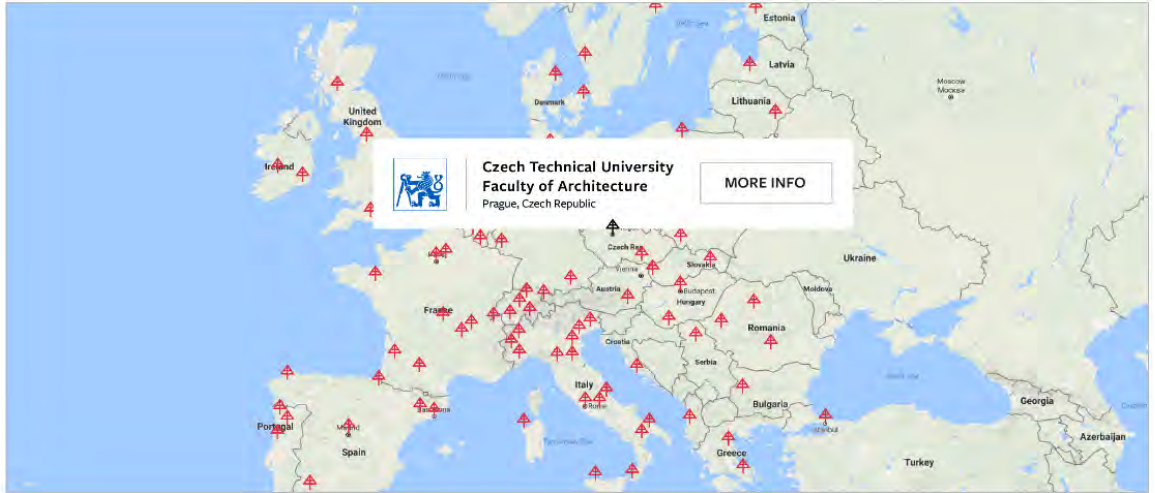 Estonia
Latvia
Moscow
Москва
Denmark
Lithuania
United
Kingdom
Ireland
Czech Technical University
Faculty of Architecture
Prague, Czech Republic
MORE INFO
Czech Rep.
Ukraine
Vienna
Slovakia
Austria
Budapest
Hungary
Moldova
France
Romania
Croatia
Serbia
Italy
Rome
Barcelona
Bulgaria
Georgia
Portugal
Madrid
Istanbul
Azerbaijan
Spain
Greece
Turkey